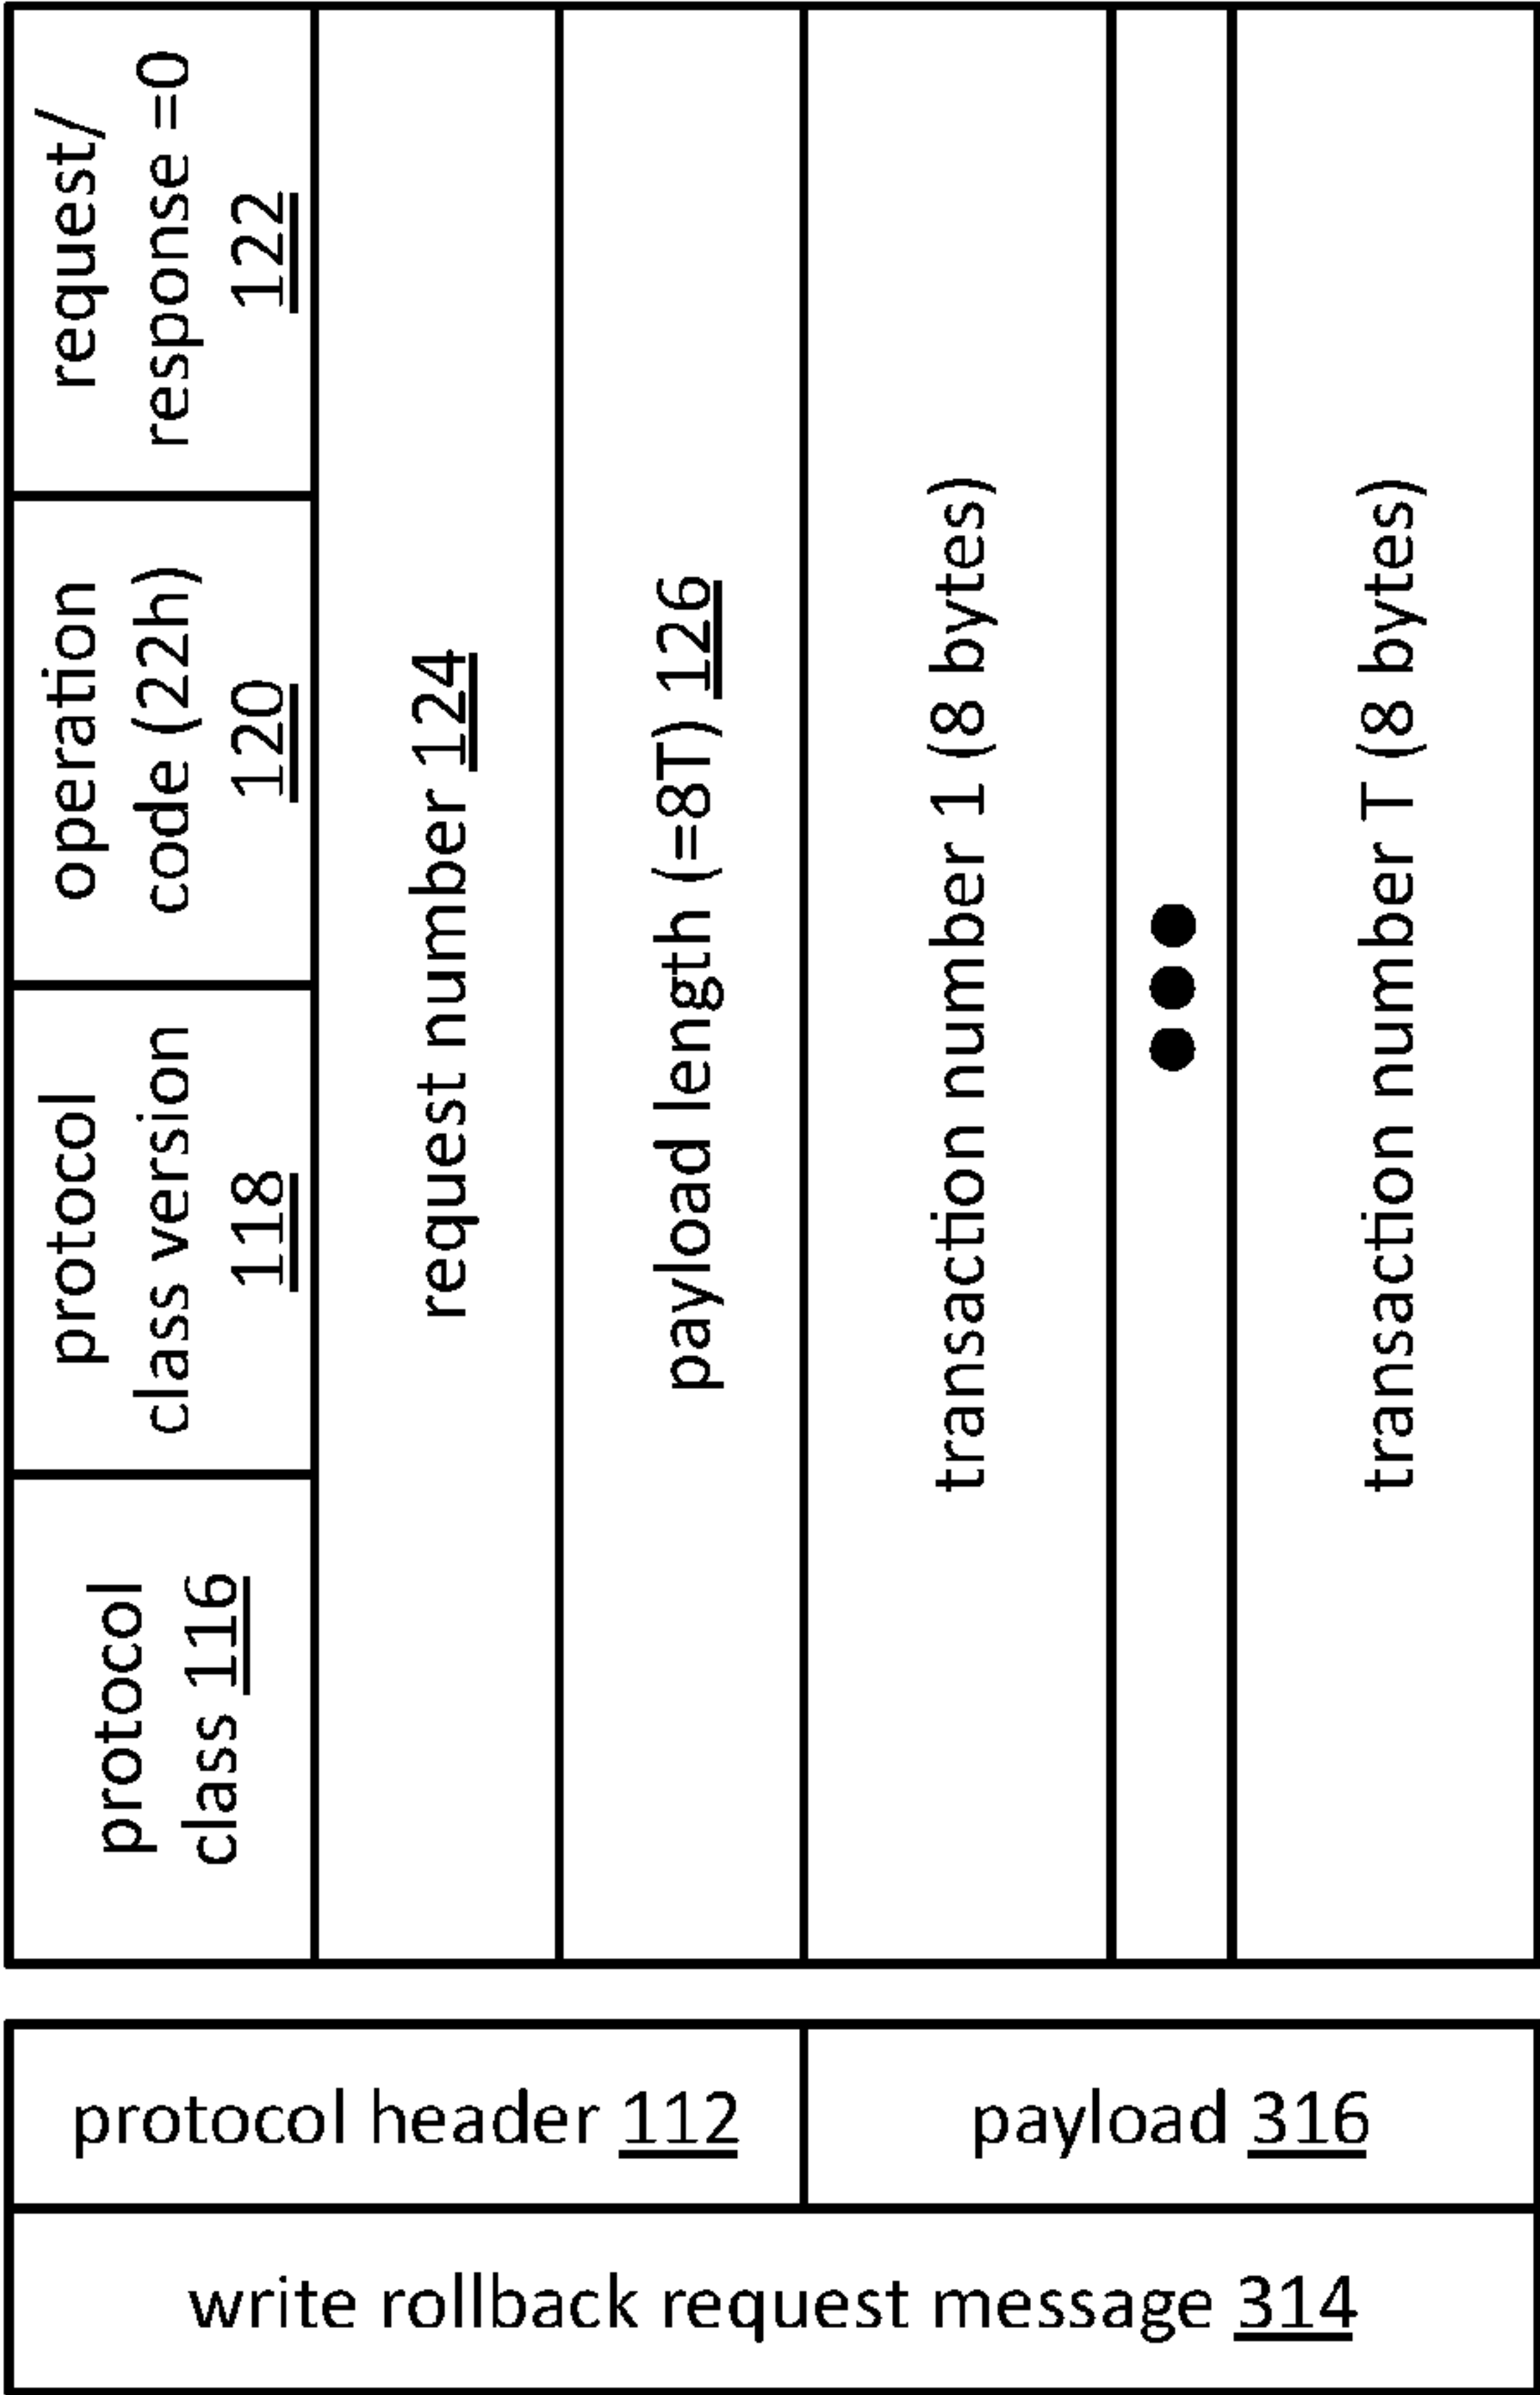 write rollback request message 314
protocol header 112
payload 316
protocol
class 116
protocol
class version
118
operation
code (22h)
120
request/
response =0
122
request number 124
payload length (=8T) 126
transaction number 1 (8 bytes)
transaction number T (8 bytes)